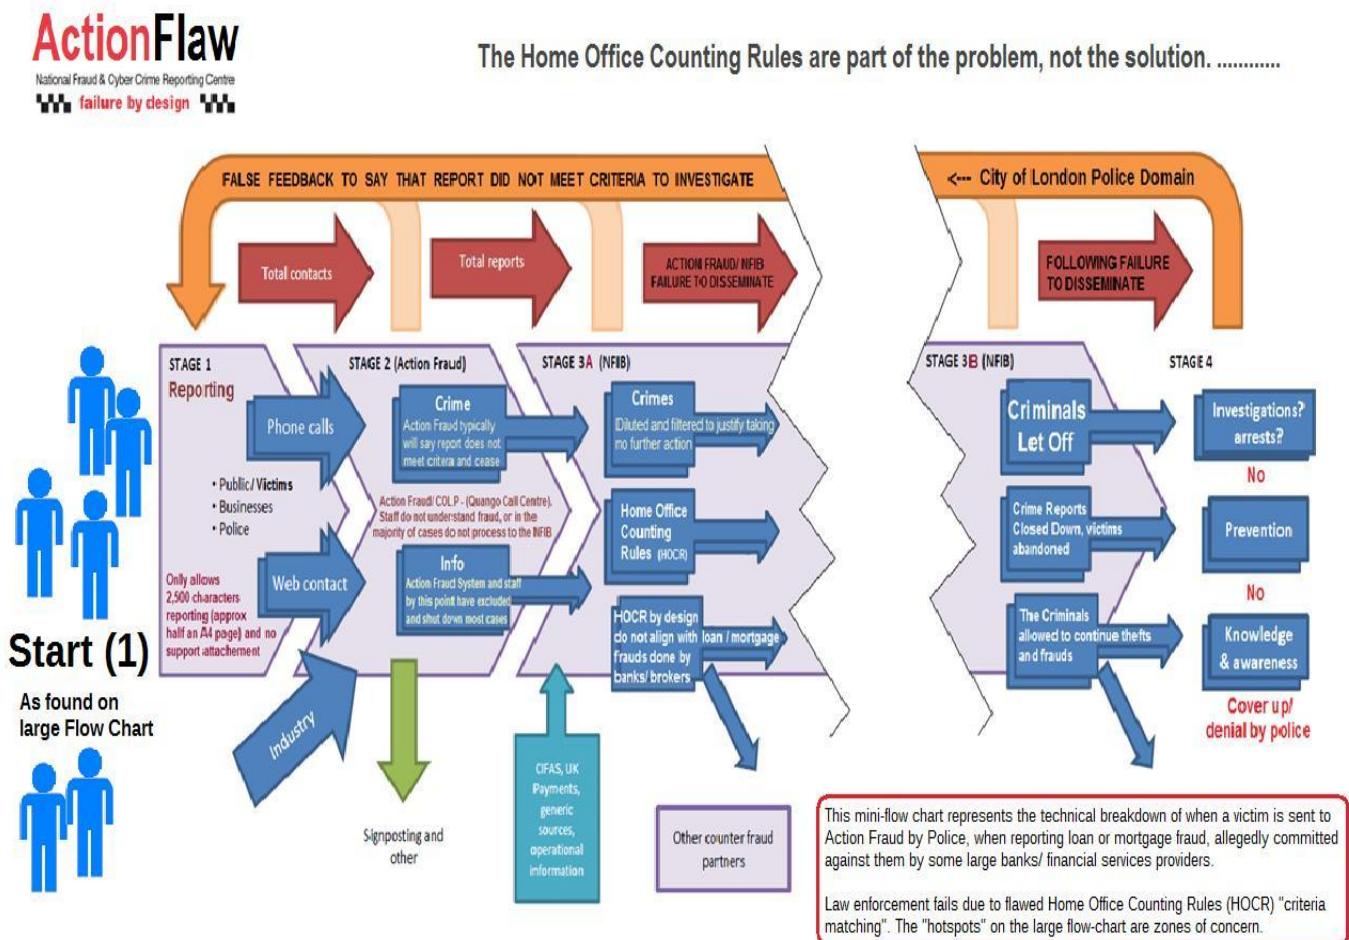 ActionFlaw
National Fraud & Cyber Crime Reporting Centre
failure by design
The Home Office Counting Rules are part of the problem, not the solution. ............
FALSE FEEDBACK TO SAY THAT REPORT DID NOT MEET CRITERIA TO INVESTIGATE
<--- City of London Police Domain
Total contacts
Total reports
ACTION FRAUD/ NFIB
FAILURE TO DISSEMINATE
FOLLOWING FAILURE
TO DISSEMINATE
STAGE 1
Reporting
Phone calls
• Public/ Victims
• Businesses
• Police
Web contact
Only allows
2,500 characters
reporting (approx
half an A4 page) and no
support attachement
Start (1)
As found on
large Flow Chart
Industry
STAGE 2 (Action Fraud)
Crime
Action Fraud typically
will say report does not
meet criteria and cease
Action Fraud/ COLP - (Quango Call Centre).
Staff do not understand fraud, or in the
majority of cases do not process to the NFIB
Info
Action Fraud System and staff
by this point have excluded
and shut down most cases
Signposting and
other
STAGE 3A (NFIB)
Crimes
Diluted and filtered to justify taking
no further action
Home Office
Counting
Rules (HOCR)
HOCR by design
do not align with loan / mortgage
frauds done by
banks/ brokers
CIFAS, UK
Payments,
generic
sources,
operational
information
Other counter fraud
partners
STAGE 3B (NFIB)
Criminals
Let Off
Crime Reports
Closed Down, victims
abandoned
The Criminals
allowed to continue thefts
and frauds
STAGE 4
Investigations?
arrests?
No
Prevention
No
Knowledge
& awareness
Cover up/
denial by police
This mini-flow chart represents the technical breakdown of when a victim is sent to
Action Fraud by Police, when reporting loan or mortgage fraud, allegedly committed
against them by some large banks/ financial services providers.
Law enforcement fails due to flawed Home Office Counting Rules (HOCR) "criteria
matching". The "hotspots" on the large flow-chart are zones of concern.